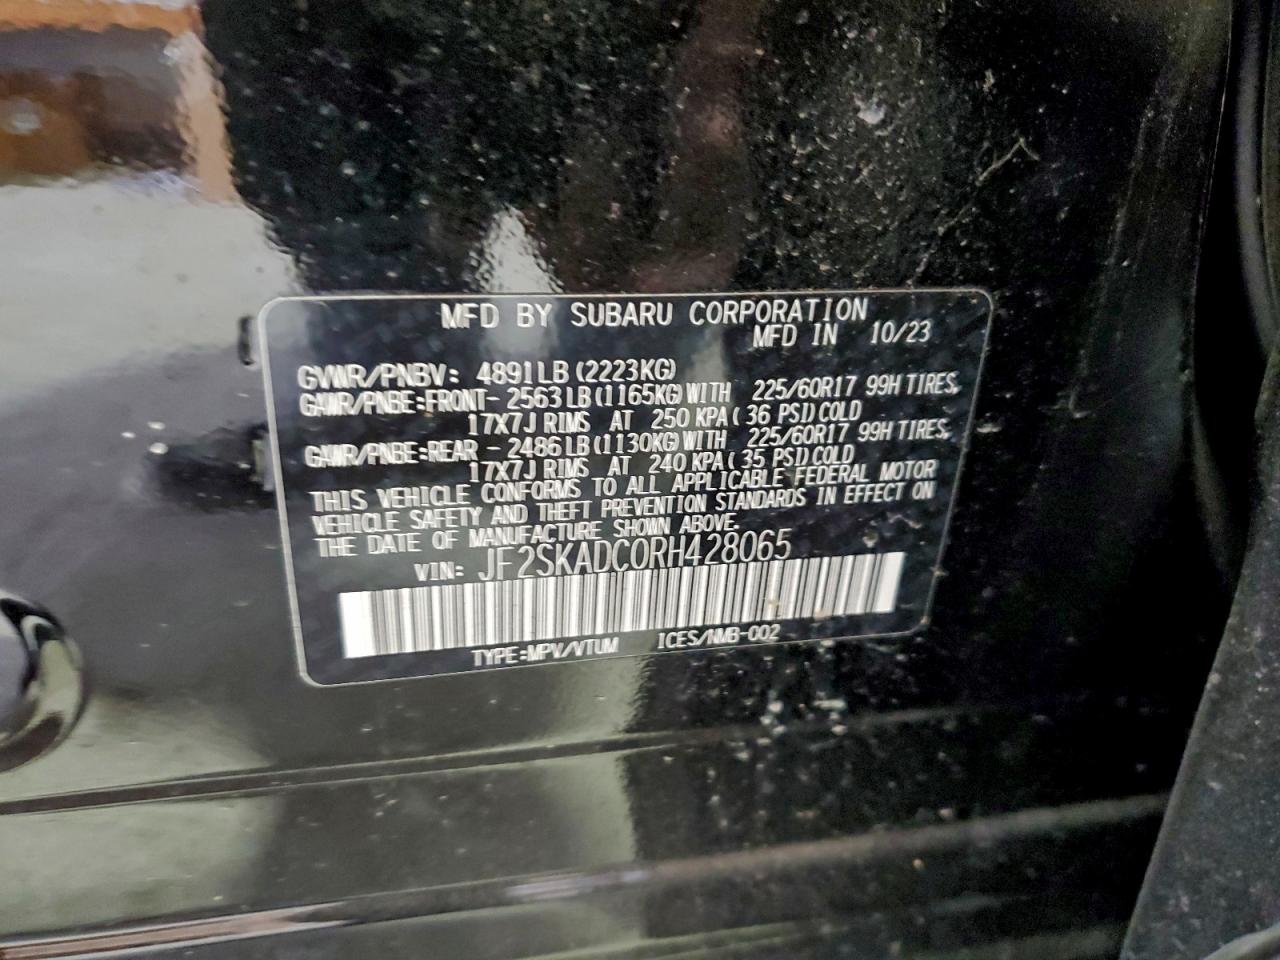 MFD BY SUBARU CORPORATION
MFD IN 10/23
GVWR/PNBV: 4891LB (2223KG)
GAWR/PNBE:FRONT- 2563LB(1165KG)WITH 225/60R17 99H TIRES,
17X7J RIMS AT 250 KPA( 36 PSI)COLD
GAWR/PNBE:REAR - 2486LB(1130KG)WITH 225/60R17 99H TIRES,
17X7J RIMS AT 240 KPA( 35 PSI)COLD
THIS VEHICLE CONFORMS TO ALL APPLICABLE FEDERAL MOTOR
VEHICLE SAFETY AND THEFT PREVENTION STANDARDS IN EFFECT ON
THE DATE OF MANUFACTURE SHOWN ABOVE.
VIN: JF2SKADC0RH428065
TYPE:MPV/VTUM ICES/NMB-002